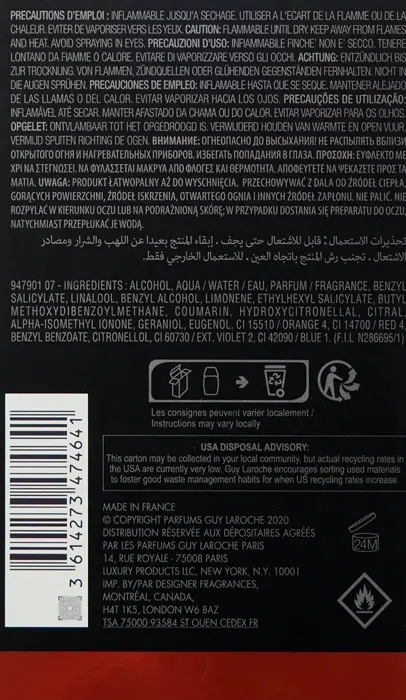 PRECAUTIONS D'EMPLOI : INFLAMMABLE JUSQU'A SECHAGE. UTILISER A L'ECART DE LA FLAMME OU DE LA
CHALEUR. EVITER DE VAPORISER VERS LES YEUX. CAUTION: FLAMMABLE UNTIL DRY. KEEP AWAY FROM FLAMES
AND HEAT. AVOID SPRAYING IN EYES. PRECAUZIONI D'USO: INFIAMMABILE FINCHE' NON E' SECCO. TENERE
LONTANO DA FIAMME O CALORE. EVITARE DI VAPORIZZARE VERSO GLI OCCHI. ACHTUNG: ENTZÜNDLICH BIS
ZUR TROCKNUNG. VON FLAMMEN, ZÜNDQUELLEN ODER GLÜHENDEN GEGENSTÄNDEN FERNHALTEN. NICHT IN
DIE AUGEN SPRÜHEN. PRECAUCIONES DE EMPLEO: INFLAMABLE HASTA QUE SE SEQUE. MANTENER ALEJADO
DE LAS LLAMAS O DEL CALOR. EVITAR VAPORIZAR HACIA LOS OJOS. PRECAUÇÕES DE UTILIZAÇÃO:
INFLAMÁVEL ATÉ SECAR. MANTER AFASTADO DA CHAMA OU DO CALOR. EVITAR VAPORIZAR PARA OS OLHOS.
OPGELET: ONTVLAMBAAR TOT HET OPGEDROOGD IS. VERWIJDERD HOUDEN VAN WARMTE EN OPEN VUUR.
VERMIJD SPUITEN RICHTING DE OGEN. ВНИМАНИЕ: ОГНЕОПАСНО ДО ВЫСЫХАНИЯ! НЕ РАСПЫЛЯТЬ ВБЛИЗИ
ОТКРЫТОГО ОГНЯ И НАГРЕВАТЕЛЬНЫХ ПРИБОРОВ. ИЗБЕГАТЬ ПОПАДАНИЯ В ГЛАЗА. ΠΡΟΣΟΧΗ: ΕΥΦΛΕΚΤΟ ΜΕ
ΧΡΙ ΝΑ ΣΤΕΓΝΩΣΕΙ. ΝΑ ΦΥΛΑΣΣΕΤΑΙ ΜΑΚΡΥΑ ΑΠΟ ΦΛΟΓΕΣ ΚΑΙ ΘΕΡΜΟΤΗΤΑ. ΑΠΟΦΕΥΓΕΤΕ ΝΑ ΨΕΚΑΖΕΤΕ ΠΡΟΣ ΤΑ
ΜΑΤΙΑ. UWAGA: PRODUKT ŁATWOPALNY AŻ DO WYSCHNIĘCIA. PRZECHOWYWAĆ Z DALA OD ŹRÓDEŁ CIEPŁA,
GORĄCYCH POWIERZCHNI, ŹRÓDEŁ ISKRZENIA, OTWARTEGO OGNIA I INNYCH ŹRÓDEŁ ZAPŁONU. NIE PALIĆ. NIE
ROZPYLAĆ W KIERUNKU OCZU LUB NA PODRAŻNIONĄ SKÓRĘ; W PRZYPADKU DOSTANIA SIĘ PREPARATU DO OCZU,
NATYCHMIAST PRZEPŁUKAĆ JE WODĄ.
تحذيرات الاستعمال : قابل للاشتعال حتى يجف . إبقاء المنتج بعيدا عن اللهب والشرار ومصادر
الاشتعال . تجنب رش المنتج باتجاه العين . للاستعمال الخارجي فقط.
947901 07 - INGREDIENTS : ALCOHOL, AQUA / WATER / EAU, PARFUM / FRAGRANCE, BENZYL
SALICYLATE, LINALOOL, BENZYL ALCOHOL, LIMONENE, ETHYLHEXYL SALICYLATE, BUTYL
METHOXYDIBENZOYLMETHANE, COUMARIN, HYDROXYCITRONELLAL, CITRAL,
ALPHA-ISOMETHYL IONONE, GERANIOL, EUGENOL, CI 15510 / ORANGE 4, CI 14700 / RED 4,
BENZYL BENZOATE, CITRONELLOL, CI 60730 / EXT. VIOLET 2, CI 42090 / BLUE 1. (F.I.L N286695/1)
Les consignes peuvent varier localement /
Instructions may vary locally
USA DISPOSAL ADVISORY:
This carton may be collected in your local community, but actual recycling rates in
the USA are currently very low. Guy Laroche encourages sorting used materials
to foster good waste management habits for when US recycling rates increase.
MADE IN FRANCE
© COPYRIGHT PARFUMS GUY LAROCHE 2020
DISTRIBUTION RÉSERVÉE AUX DÉPOSITAIRES AGRÉÉS
PAR LES PARFUMS GUY LAROCHE PARIS
14, RUE ROYALE - 75008 PARIS
LUXURY PRODUCTS LLC, NEW YORK, N.Y. 10001
IMP. BY/PAR DESIGNER FRAGRANCES,
MONTRÉAL, CANADA,
H4T 1K5, LONDON W6 8AZ
TSA 75000 93584 ST OUEN CEDEX FR
24M
3 614273 474641